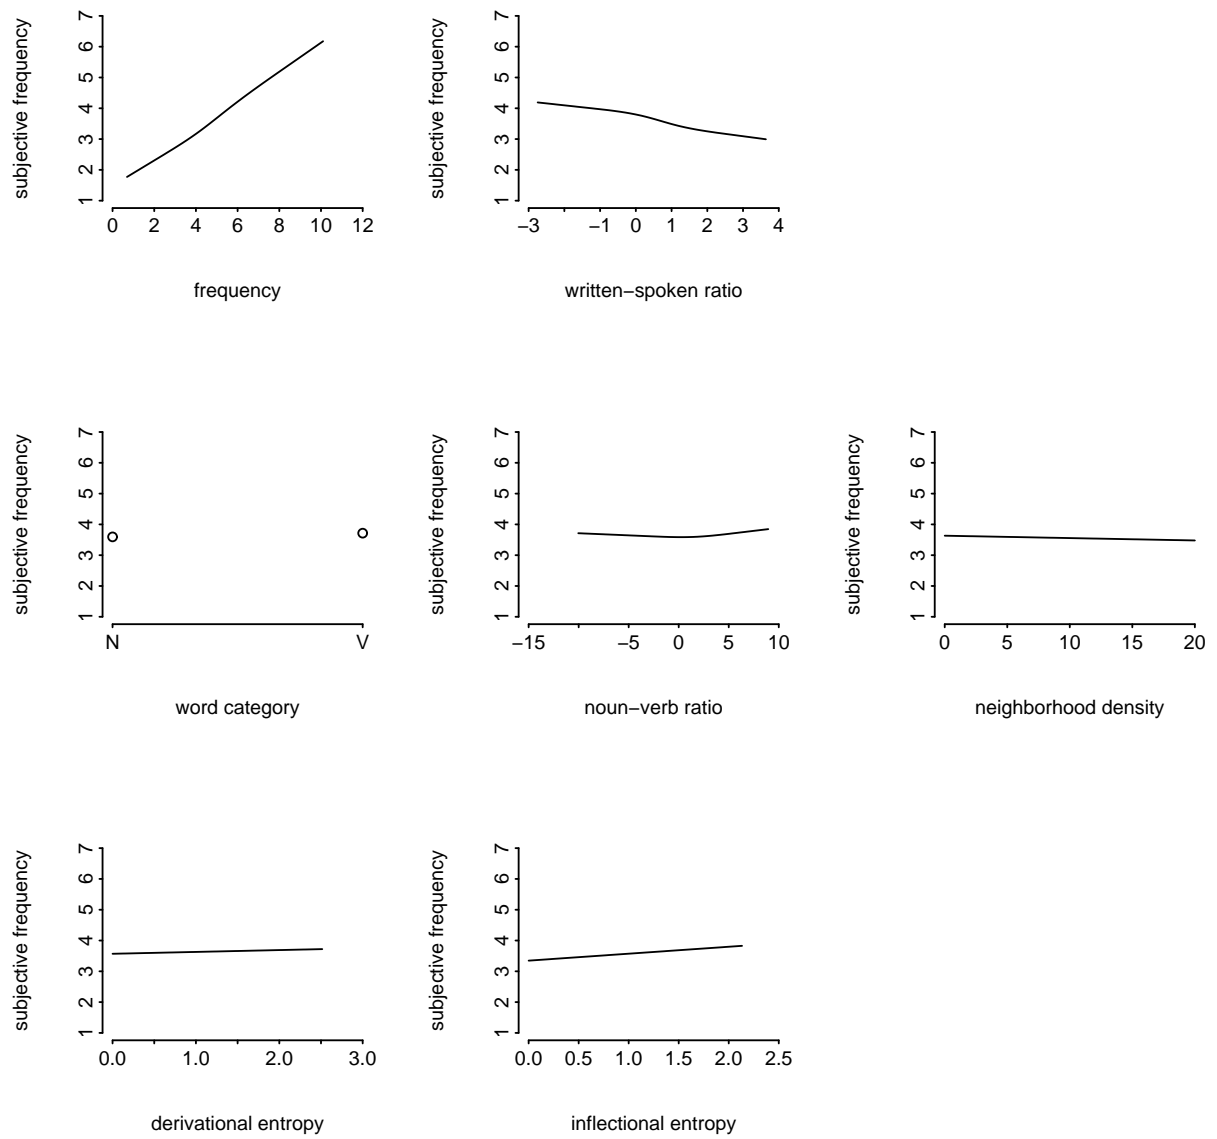 subjective frequency
1 2 3 4 5 6 7
0 2 4 6 8 10 12
frequency
subjective frequency
1 2 3 4 5 6 7
−3 −1 0 1 2 3 4
written−spoken ratio
subjective frequency
1 2 3 4 5 6 7
N V
word category
subjective frequency
1 2 3 4 5 6 7
−15 −5 0 5 10
noun−verb ratio
subjective frequency
1 2 3 4 5 6 7
0 5 10 15 20
neighborhood density
subjective frequency
1 2 3 4 5 6 7
0.0 1.0 2.0 3.0
derivational entropy
subjective frequency
1 2 3 4 5 6 7
0.0 0.5 1.0 1.5 2.0 2.5
inflectional entropy